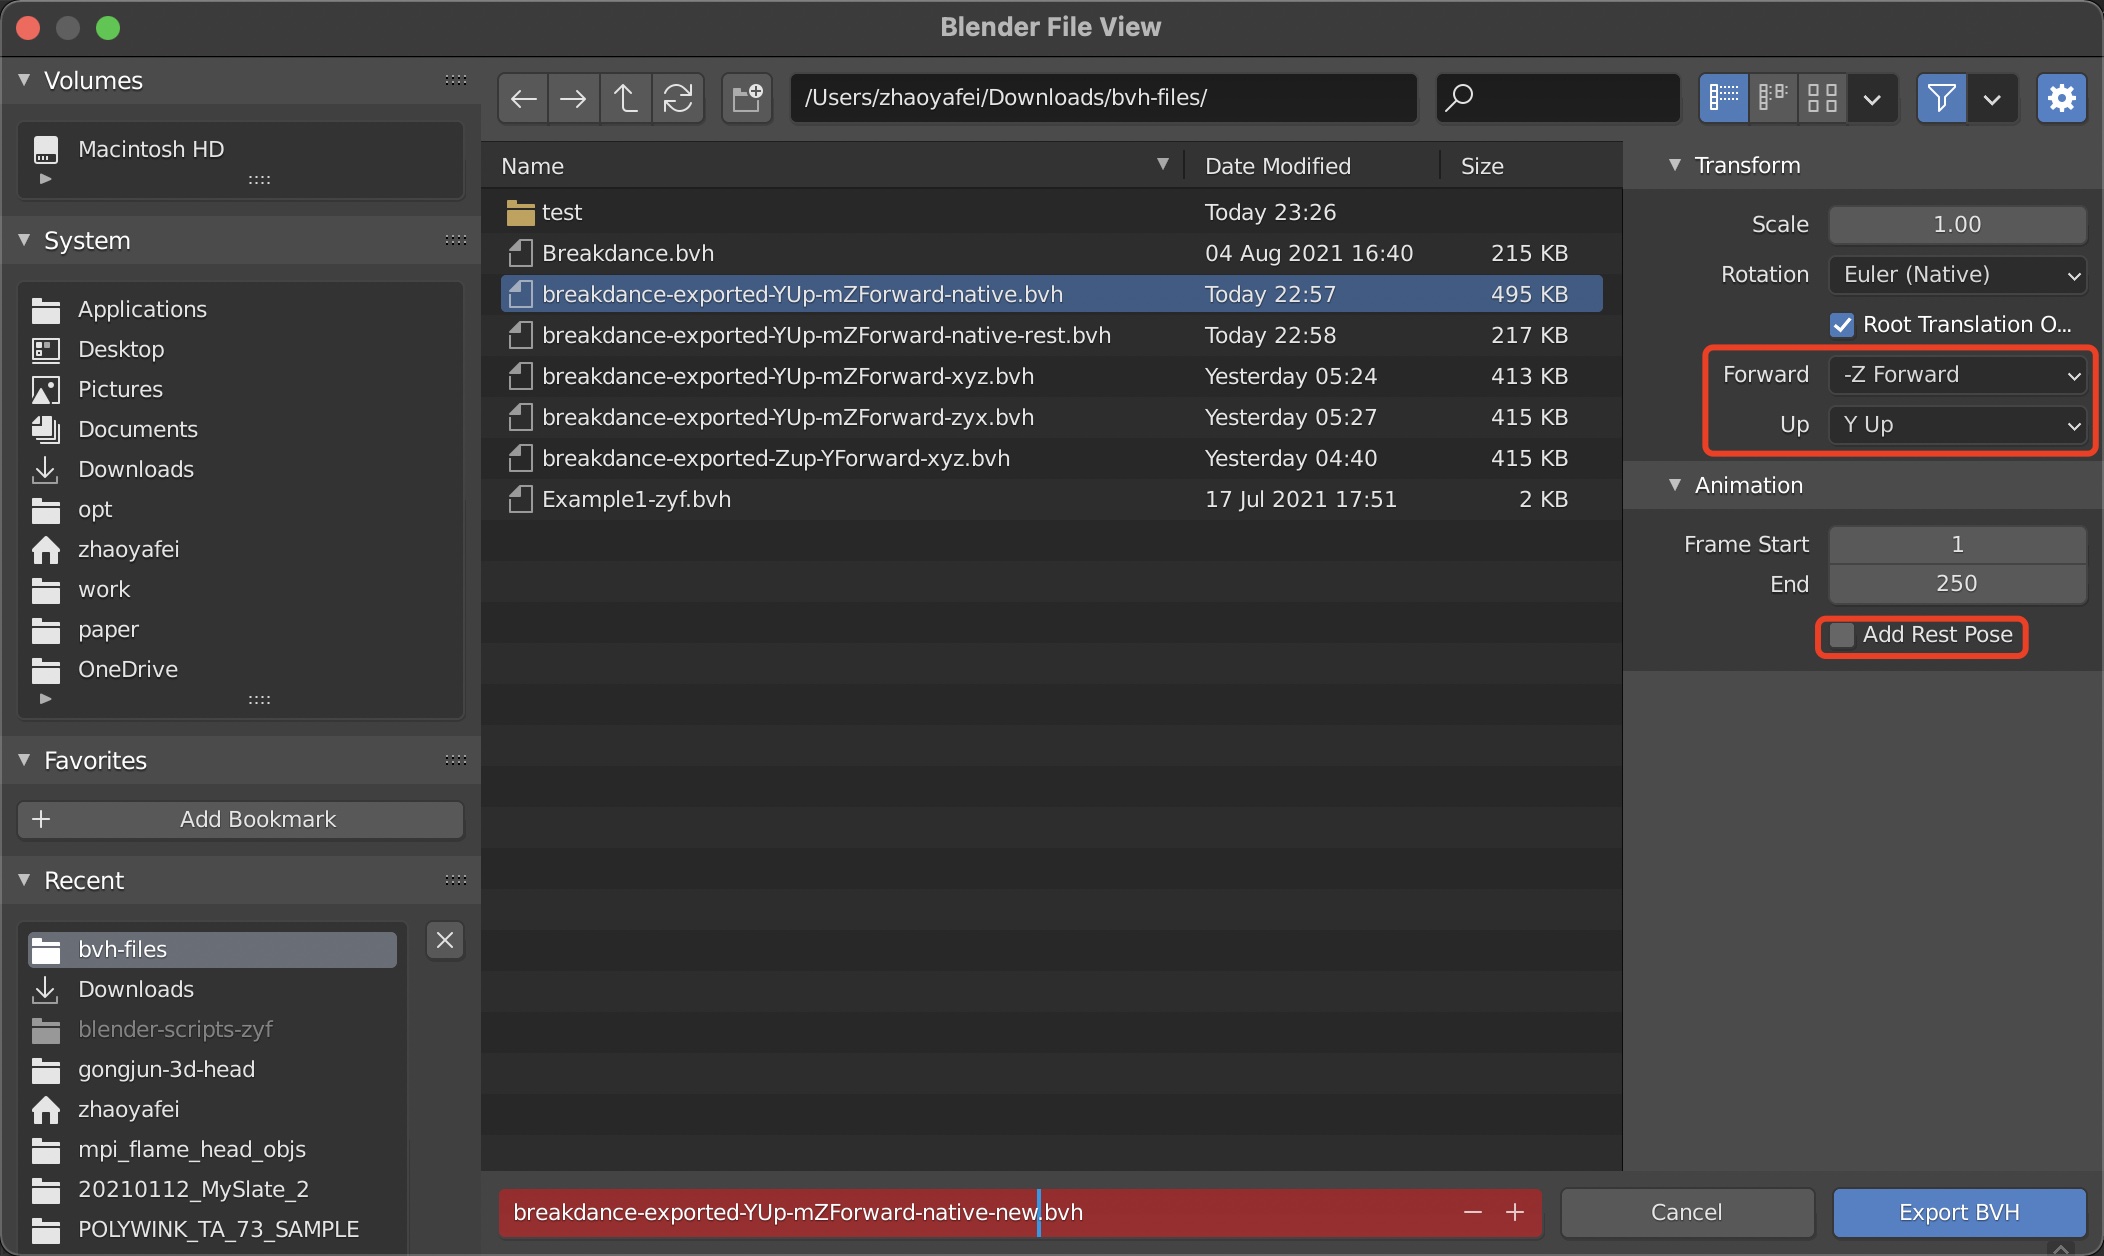 Blender File View
Volumes
Macintosh HD
System
Applications
Desktop
Pictures
Documents
Downloads
opt
zhaoyafei
work
paper
OneDrive
Favorites
Add Bookmark
Recent
bvh-files
Downloads
blender-scripts-zyf
gongjun-3d-head
zhaoyafei
mpi_flame_head_objs
20210112_MySlate_2
POLYWINK_TA_73_SAMPLE
/Users/zhaoyafei/Downloads/bvh-files/
Name Date Modified Size
test Today 23:26
Breakdance.bvh 04 Aug 2021 16:40 215 KB
breakdance-exported-YUp-mZForward-native.bvh Today 22:57 495 KB
breakdance-exported-YUp-mZForward-native-rest.bvh Today 22:58 217 KB
breakdance-exported-YUp-mZForward-xyz.bvh Yesterday 05:24 413 KB
breakdance-exported-YUp-mZForward-zyx.bvh Yesterday 05:27 415 KB
breakdance-exported-Zup-YForward-xyz.bvh Yesterday 04:40 415 KB
Example1-zyf.bvh 17 Jul 2021 17:51 2 KB
Transform
Scale 1.00
Rotation Euler (Native)
Root Translation O...
Forward -Z Forward
Up Y Up
Animation
Frame Start 1
End 250
Add Rest Pose
breakdance-exported-YUp-mZForward-native-new.bvh
Cancel
Export BVH